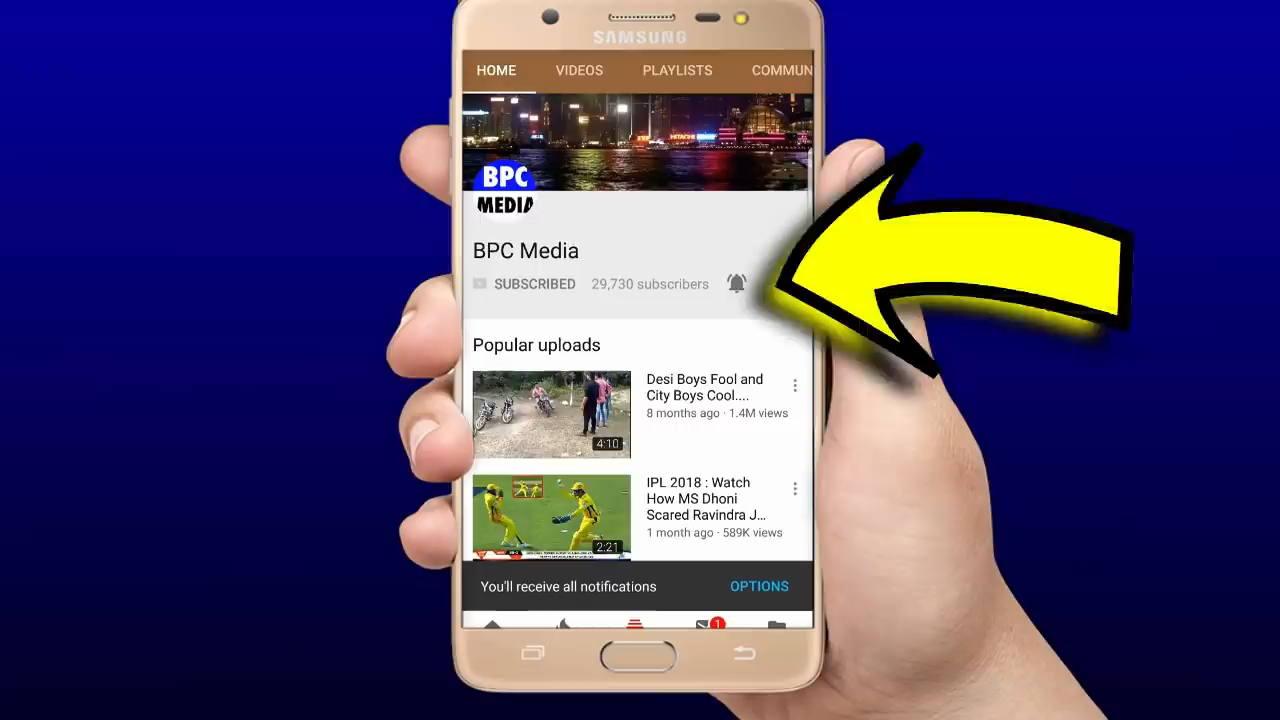 SAMSUNG
HOME VIDEOS PLAYLISTS COMMUN
HITACHI
BPC
MEDIA
BPC Media
SUBSCRIBED 29,730 subscribers
Popular uploads
Desi Boys Fool and
City Boys Cool....
8 months ago · 1.4M views
4:10
IPL 2018 : Watch
How MS Dhoni
Scared Ravindra J...
1 month ago · 589K views
2:21
You'll receive all notifications OPTIONS
1